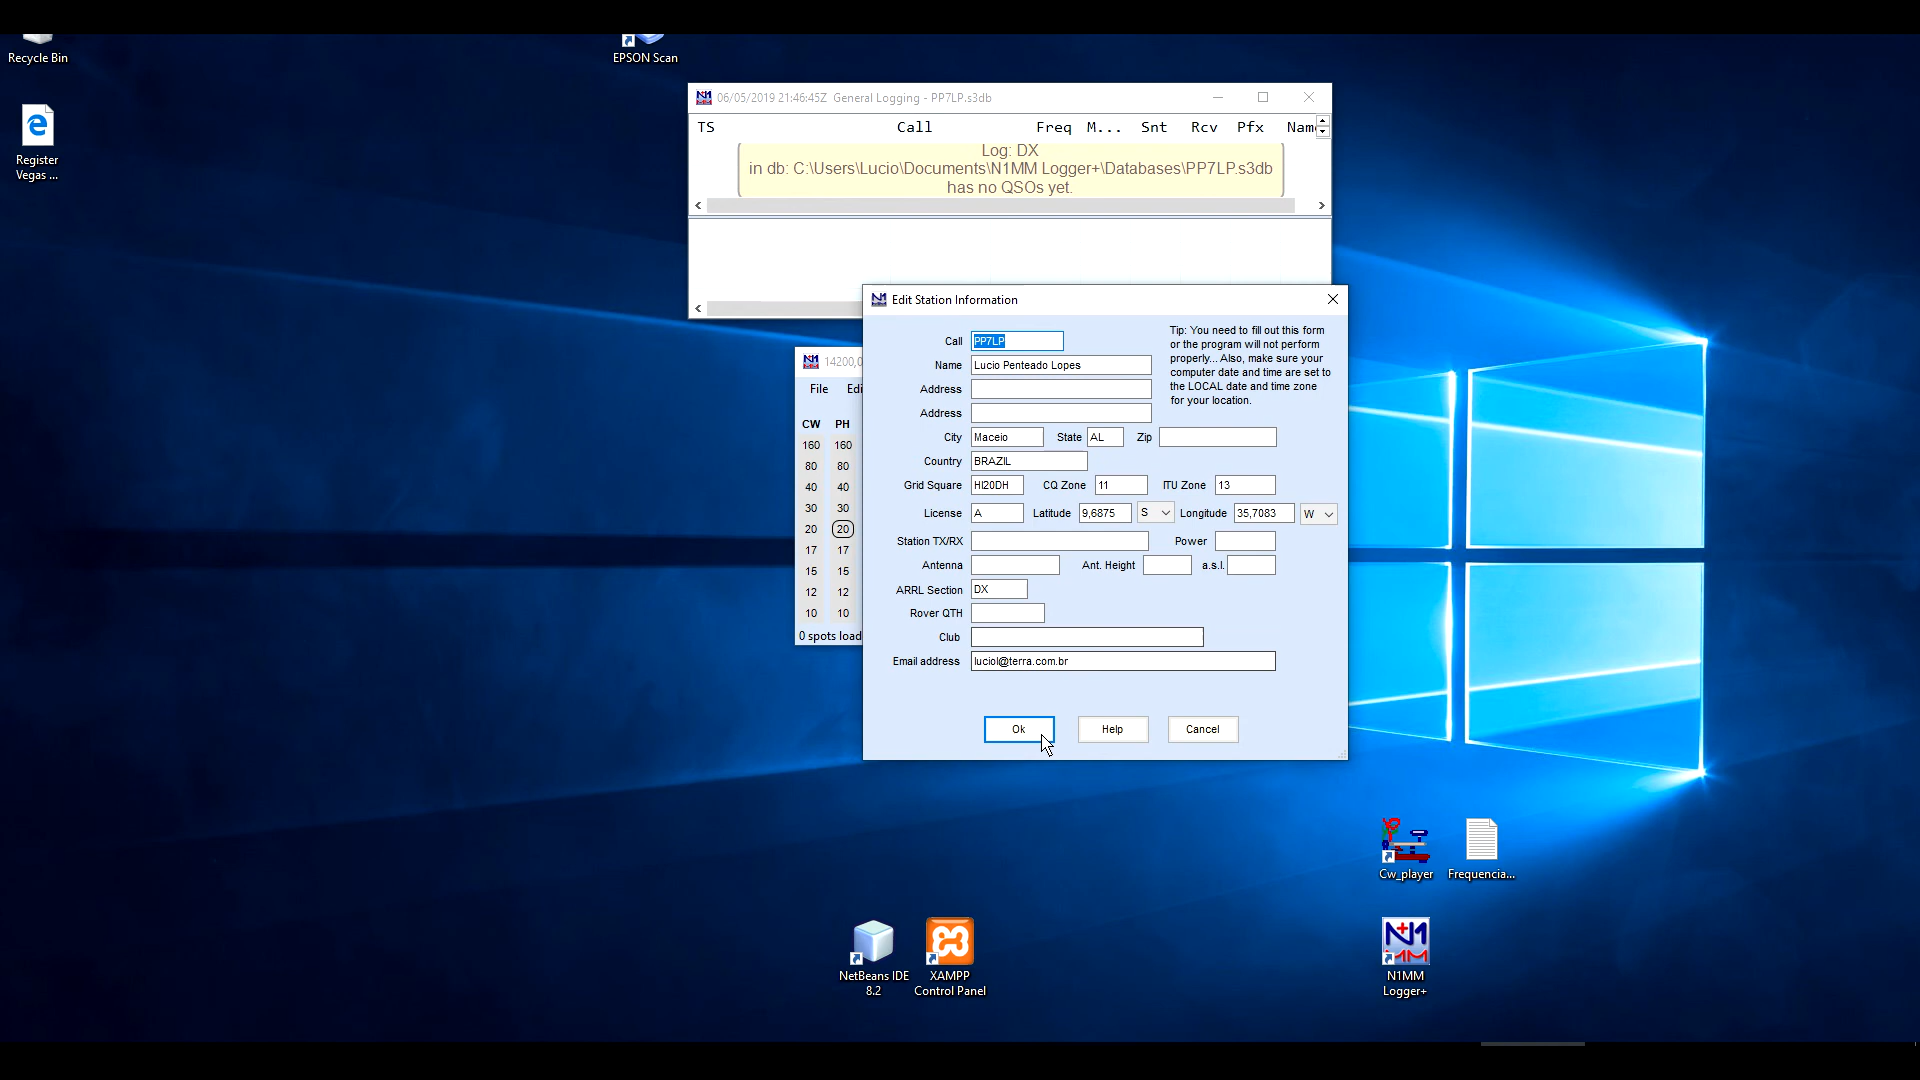 Recycle Bin
EPSON Scan
Register
Vegas ...
06/05/2019 21:46:45Z General Logging - PP7LP.s3db
TS Call Freq M... Snt Rcv Pfx Name
Log: DX
in db: C:\Users\Lucio\Documents\N1MM Logger+\Databases\PP7LP.s3db
has no QSOs yet.
14200,0
File Edi
CW PH
160 160
80 80
40 40
30 30
20 20
17 17
15 15
12 12
10 10
0 spots load
Edit Station Information
Call PP7LP
Name Lucio Penteado Lopes
Address
Address
City Maceio State AL Zip
Country BRAZIL
Grid Square HI20DH CQ Zone 11 ITU Zone 13
License A Latitude 9,6875 S Longitude 35,7083 W
Station TX/RX Power
Antenna Ant. Height a.s.l.
ARRL Section DX
Rover QTH
Club
Email address luciol@terra.com.br
Tip: You need to fill out this form
or the program will not perform
properly... Also, make sure your
computer date and time are set to
the LOCAL date and time zone
for your location.
Ok Help Cancel
Cw_player
Frequencia...
NetBeans IDE
8.2
XAMPP
Control Panel
N1MM
Logger+